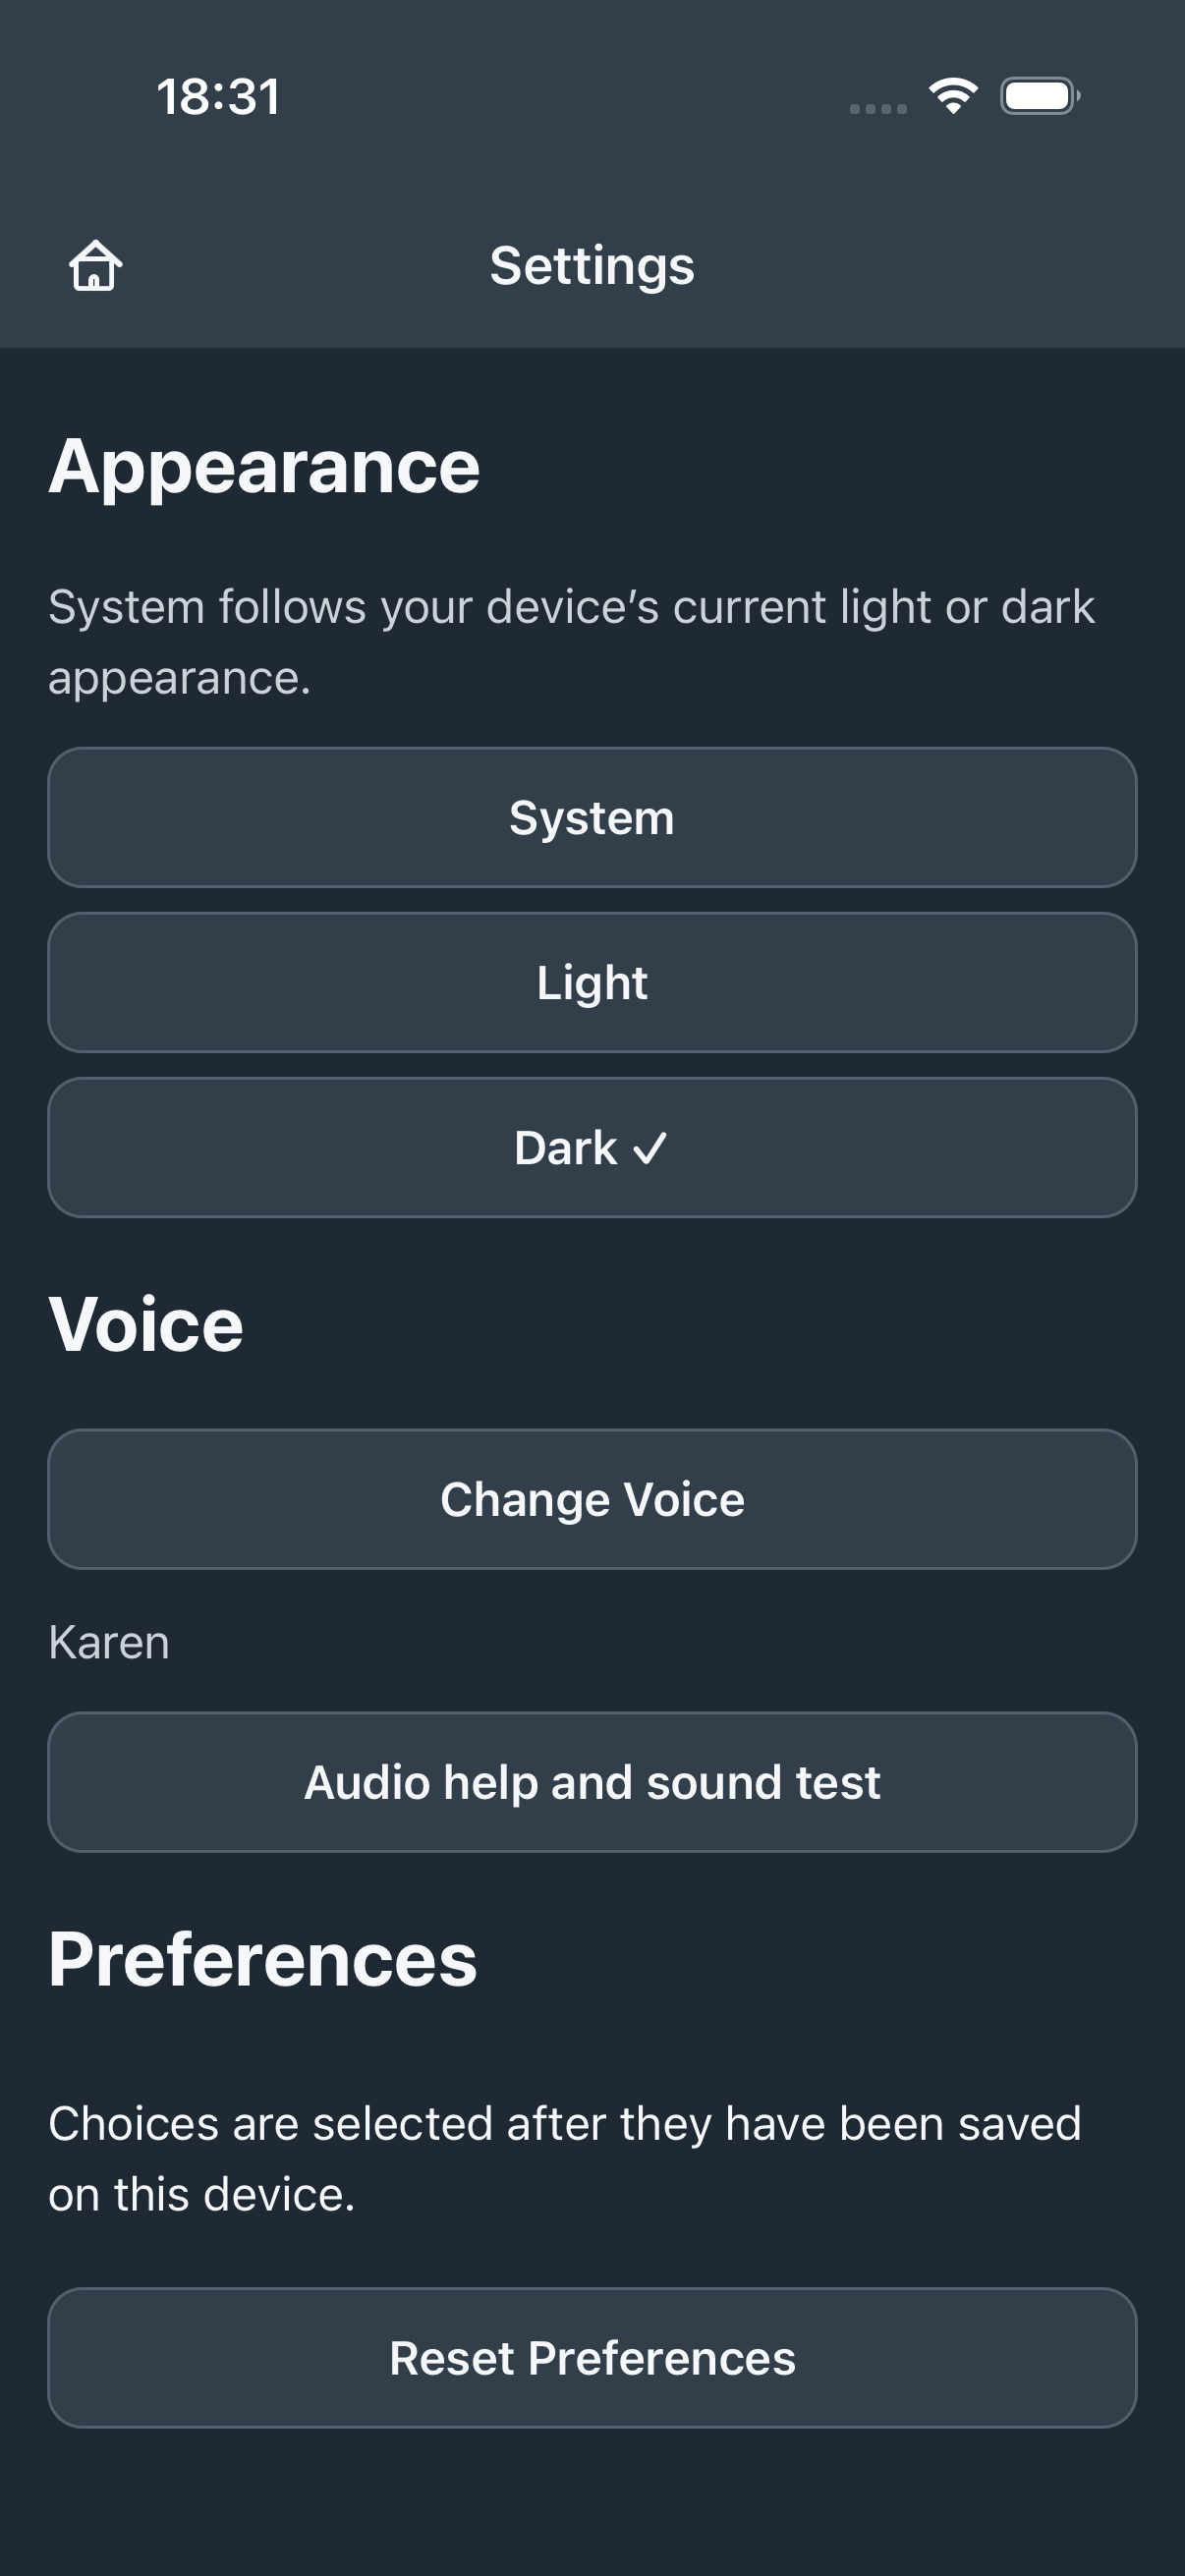 18:31
Settings
Appearance
System follows your device’s current light or dark
appearance.
System
Light
Dark ✓
Voice
Change Voice
Karen
Audio help and sound test
Preferences
Choices are selected after they have been saved
on this device.
Reset Preferences